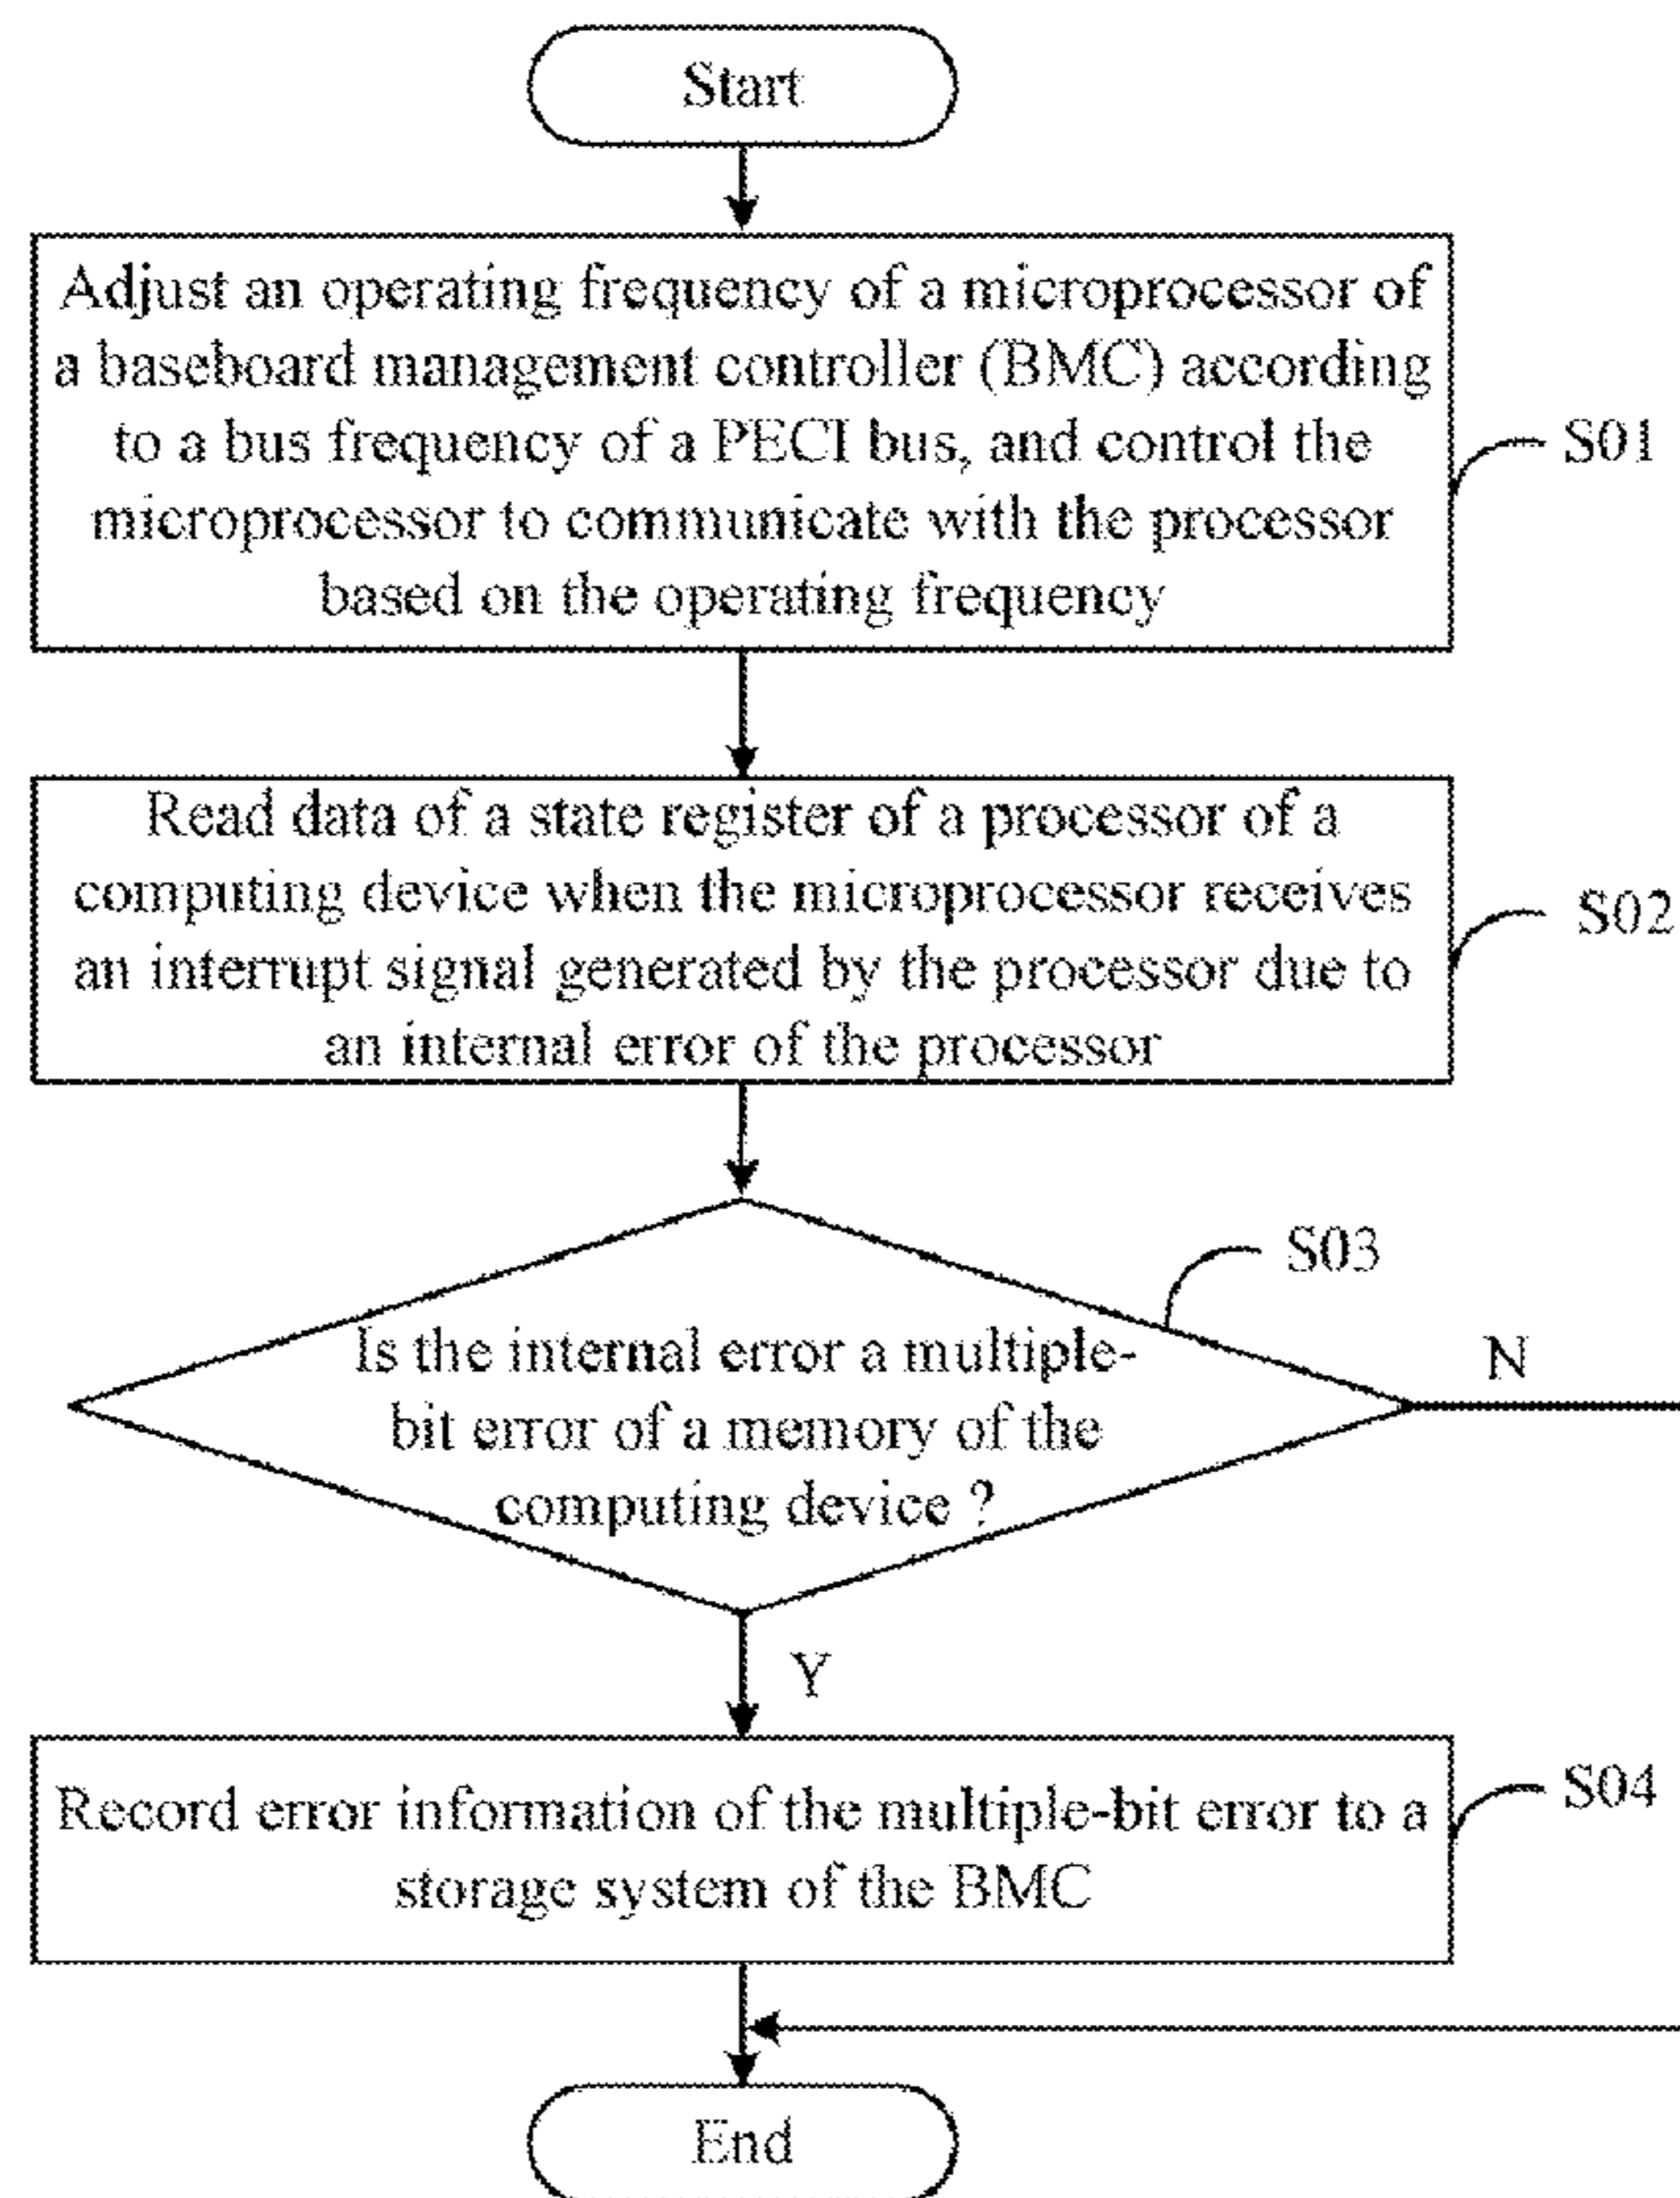 Start
Adjust an operating frequency of a microprocessor of
a baseboard management controller (BMC) according
to a bus frequency of a PECI bus, and control the
microprocessor to communicate with the processor
based on the operating frequency
S01
Read data of a state register of a processor of a
computing device when the microprocessor receives
an interrupt signal generated by the processor due to
an internal error of the processor
S02
S03
Is the internal error a multiple-
bit error of a memory of the
computing device ?
N
Y
Record error information of the multiple-bit error to a
storage system of the BMC
S04
End